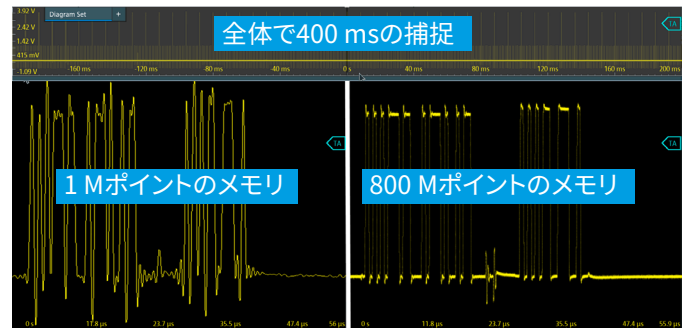 3.92 V
Diagram Set +
2.42 V
全体で400 msの捕捉
1A
-1.42 V
-415 mV
-1.09 V
-160 ms -120 ms -80 ms -40 ms 0 s 40 ms 80 ms 120 ms 160 ms 200 ms
1A
1A
1 Mポイントのメモリ
800 Mポイントのメモリ
0 s 11.8 µs 23.7 µs 35.5 µs 47.4 µs 56 µs
0 s 11.8 µs 23.7 µs 35.5 µs 47.4 µs 55.9 µs